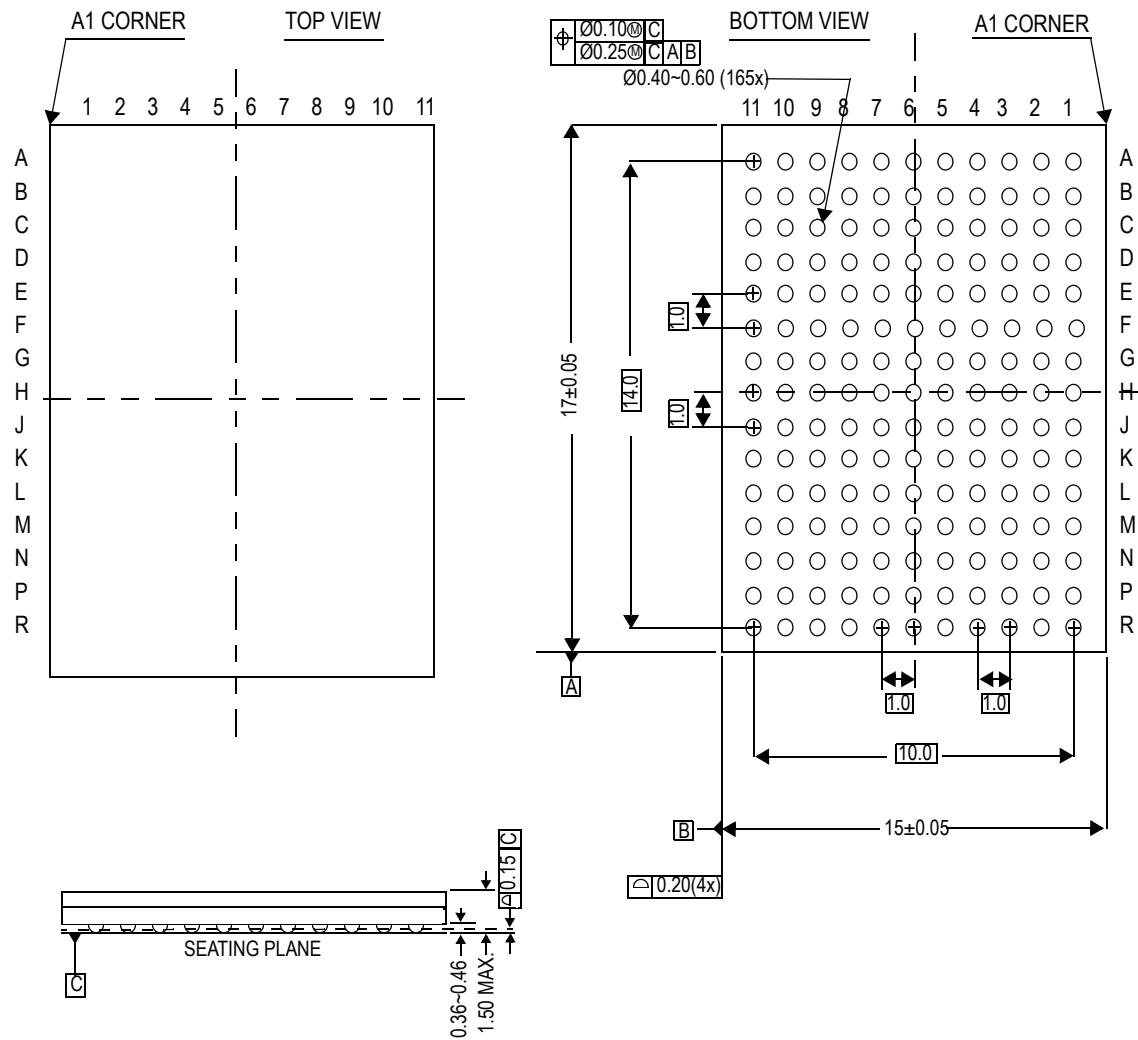 A1 CORNER
TOP VIEW
1 2 3 4 5 6 7 8 9 10 11
A
B
C
D
E
F
G
H
J
K
L
M
N
P
R
Ø0.10Ⓜ C
Ø0.25Ⓜ C A B
Ø0.40~0.60 (165x)
BOTTOM VIEW
A1 CORNER
11 10 9 8 7 6 5 4 3 2 1
A
B
C
D
E
F
G
H
J
K
L
M
N
P
R
17±0.05
14.0
1.0
1.0
A
1.0
1.0
10.0
B
15±0.05
0.20(4x)
0.15 C
SEATING PLANE
C
0.36~0.46
1.50 MAX.